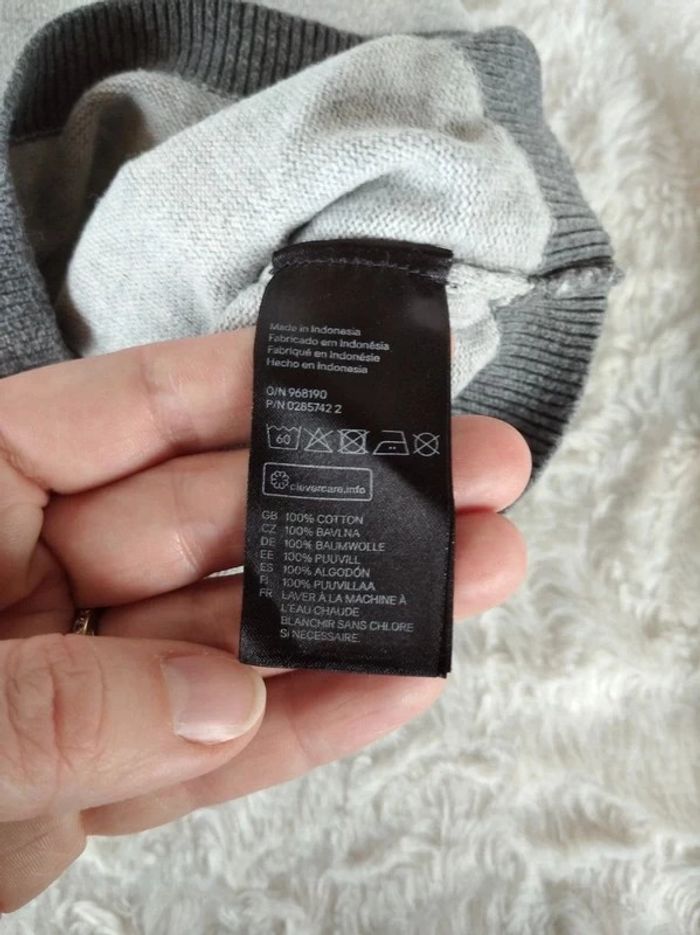 Made in Indonesia
Fabricado em Indonésia
Fabriqué en Indonésie
Hecho en Indonesia
O/N 968190
P/N 0285742 2
60
clevercare.info
GB 100% COTTON
CZ 100% BAVLNA
DE 100% BAUMWOLLE
EE 100% PUUVILL
ES 100% ALGODÓN
FI 100% PUUVILLAA
FR LAVER À LA MACHINE À
L'EAU CHAUDE
BLANCHIR SANS CHLORE
SI NECESSAIRE.